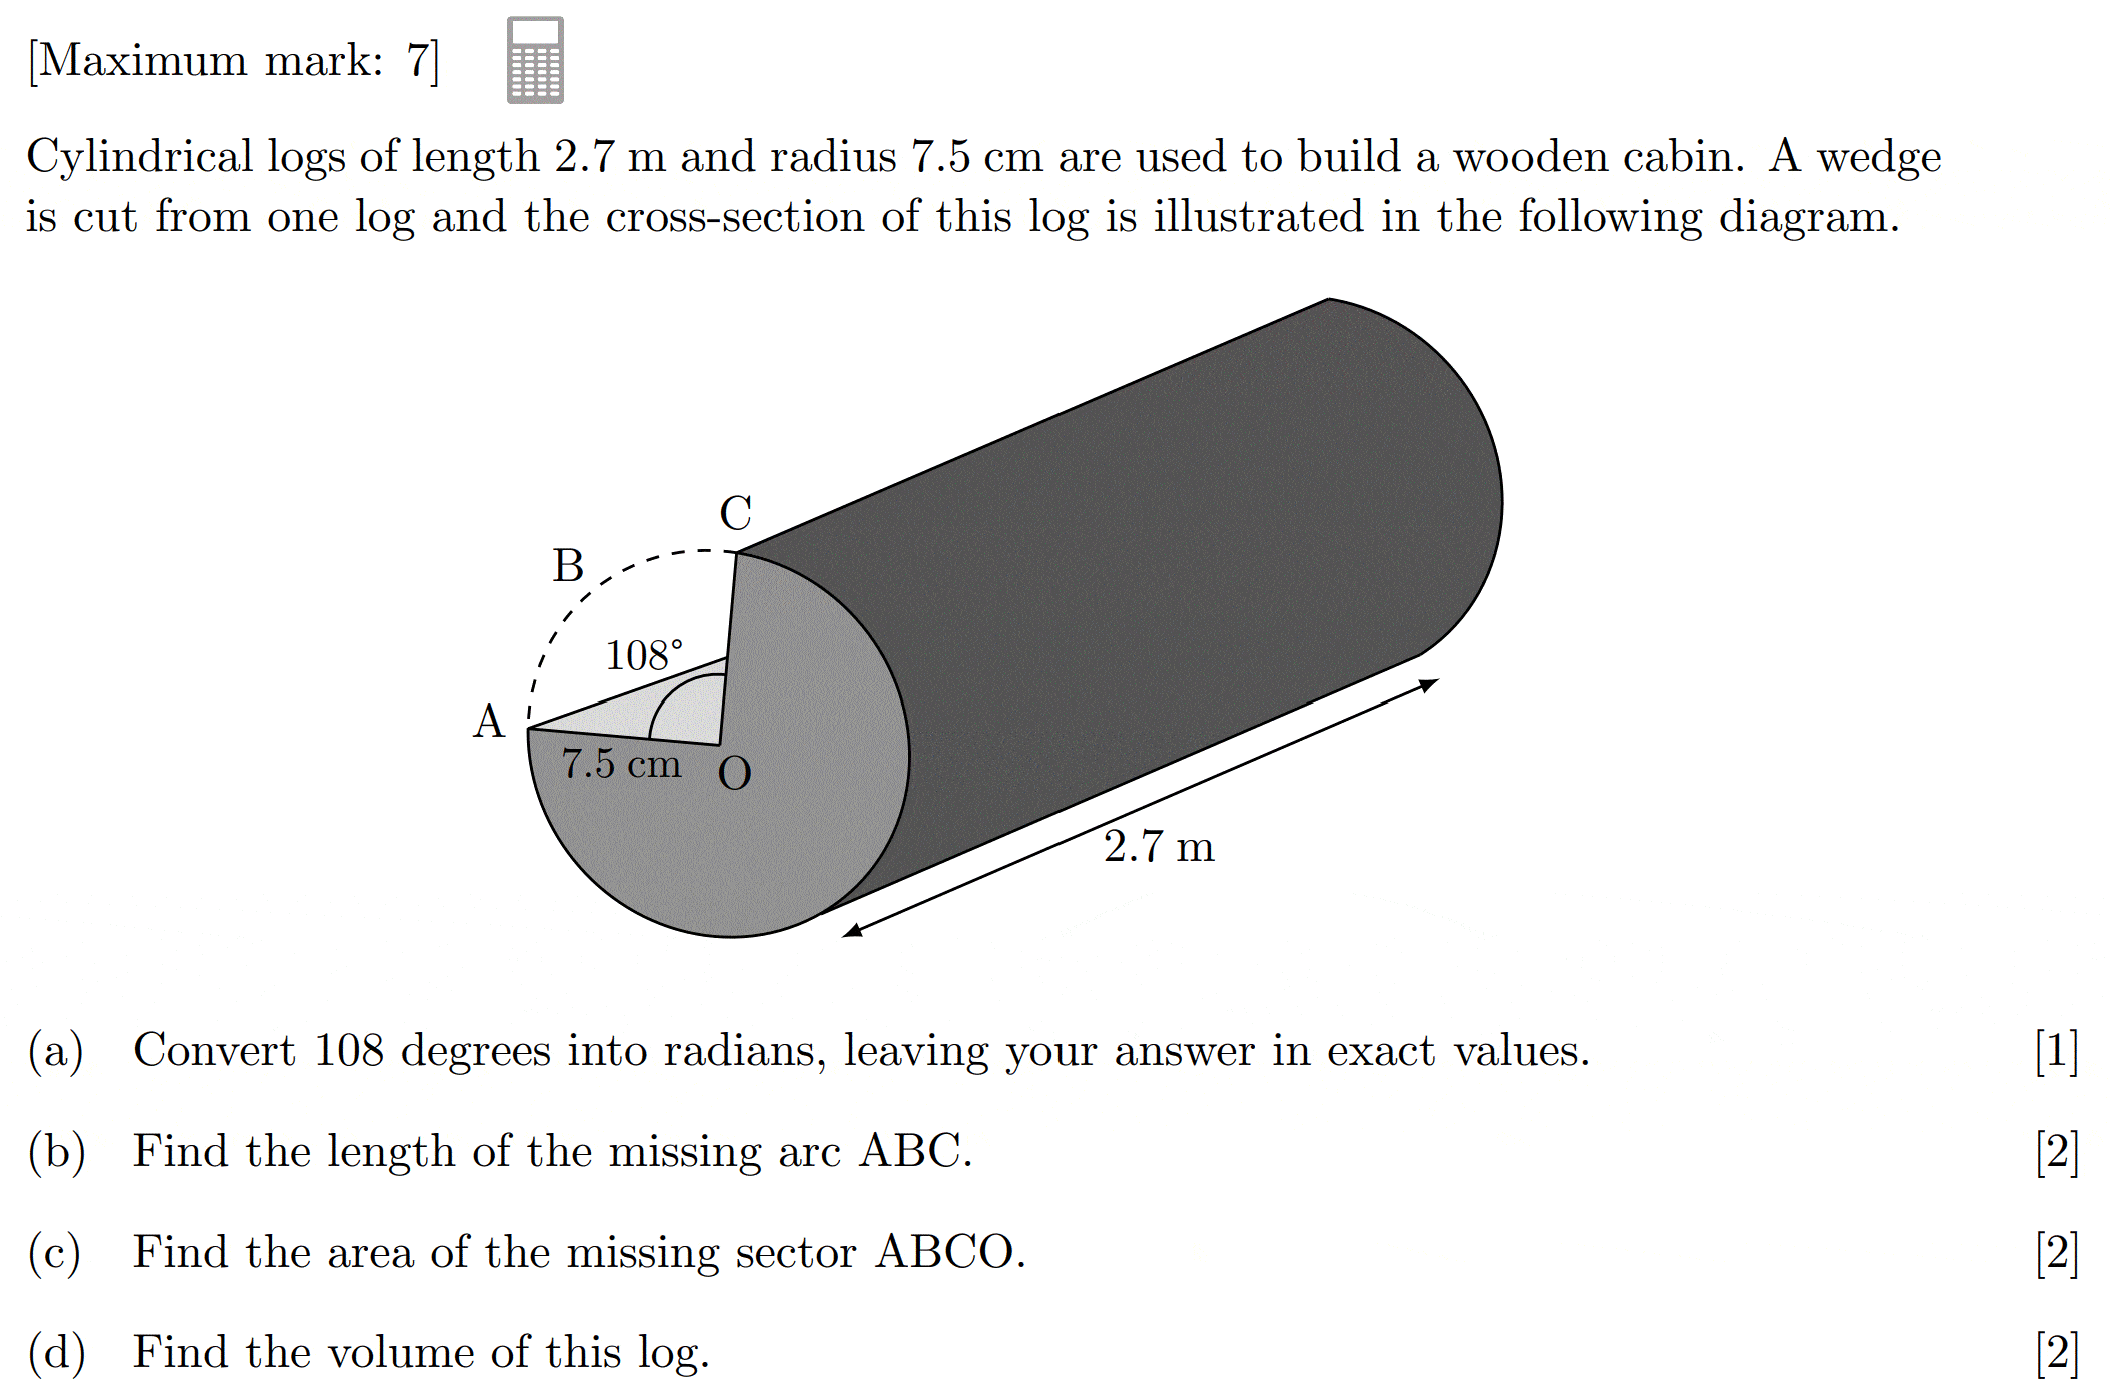 [Maximum mark: 7]
Cylindrical logs of length 2.7 m and radius 7.5 cm are used to build a wooden cabin. A wedge
is cut from one log and the cross-section of this log is illustrated in the following diagram.
C
B
108°
A
7.5 cm
O
2.7 m
(a) Convert 108 degrees into radians, leaving your answer in exact values. [1]
(b) Find the length of the missing arc ABC. [2]
(c) Find the area of the missing sector ABCO. [2]
(d) Find the volume of this log. [2]